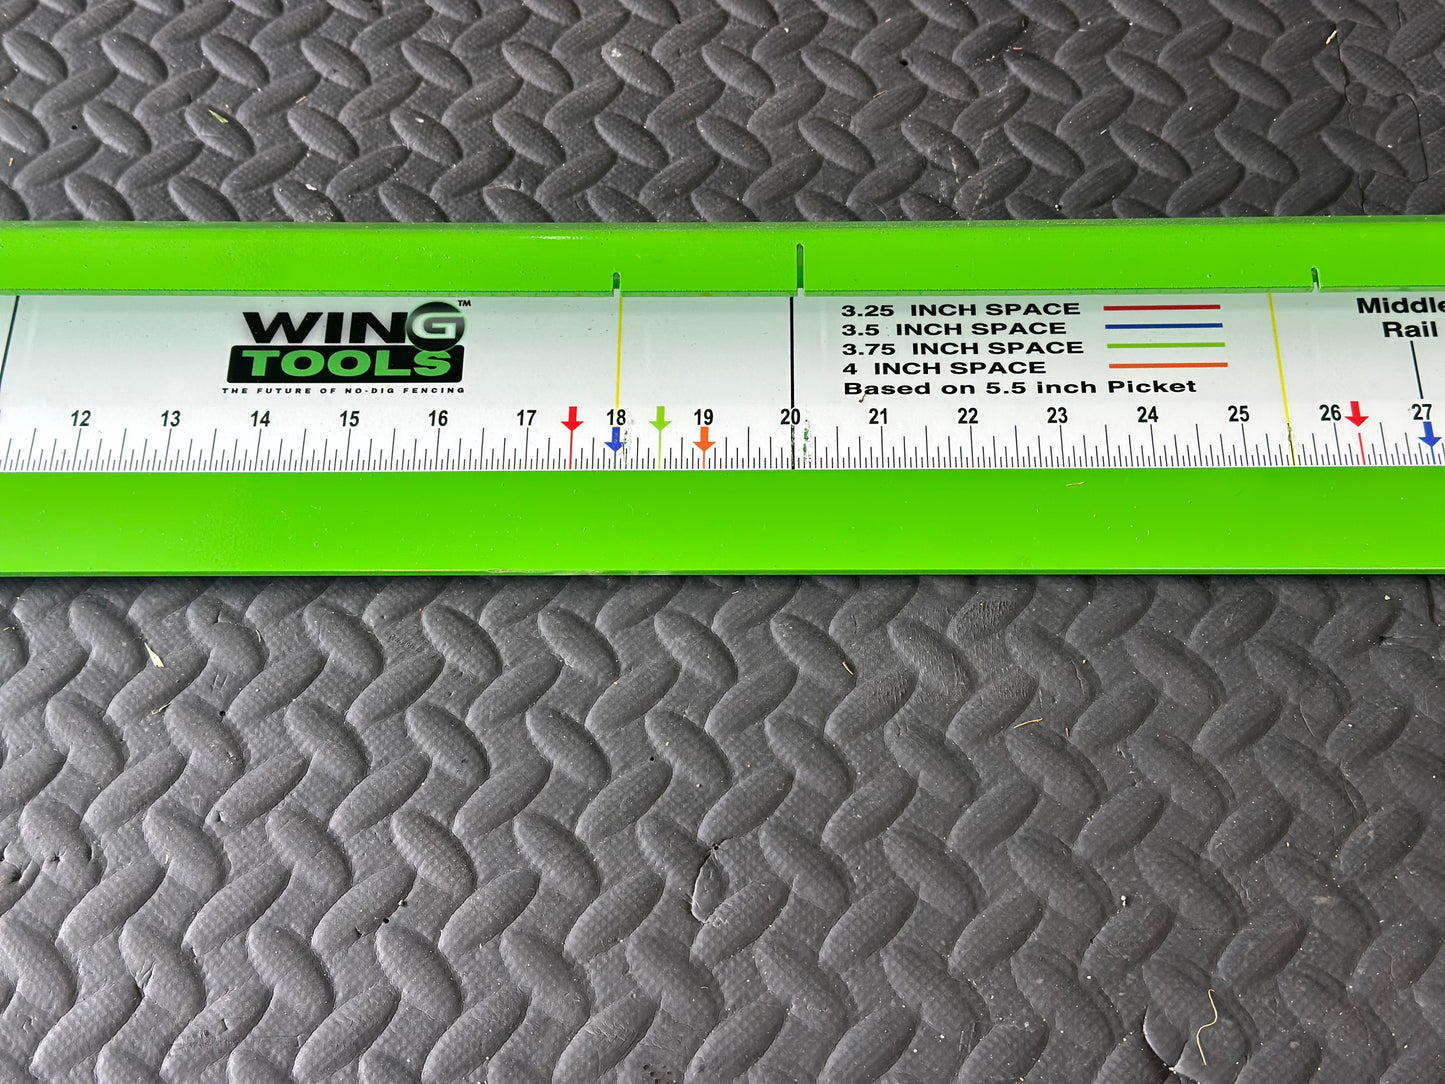 WING TOOLS™
THE FUTURE OF NO-DIG FENCING
3.25 INCH SPACE
3.5 INCH SPACE
3.75 INCH SPACE
4 INCH SPACE
Based on 5.5 inch Picket
Middle
Rail
12 13 14 15 16 17 18 19 20 21 22 23 24 25 26 27